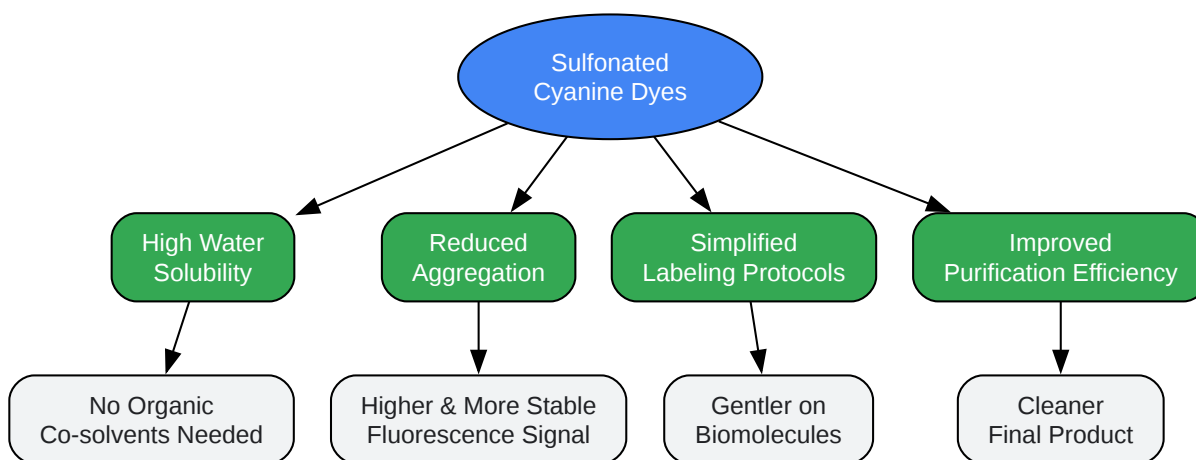 Sulfonated
Cyanine Dyes
High Water
Solubility
Reduced
Aggregation
Simplified
Labeling Protocols
Improved
Purification Efficiency
No Organic
Co-solvents Needed
Higher & More Stable
Fluorescence Signal
Gentler on
Biomolecules
Cleaner
Final Product